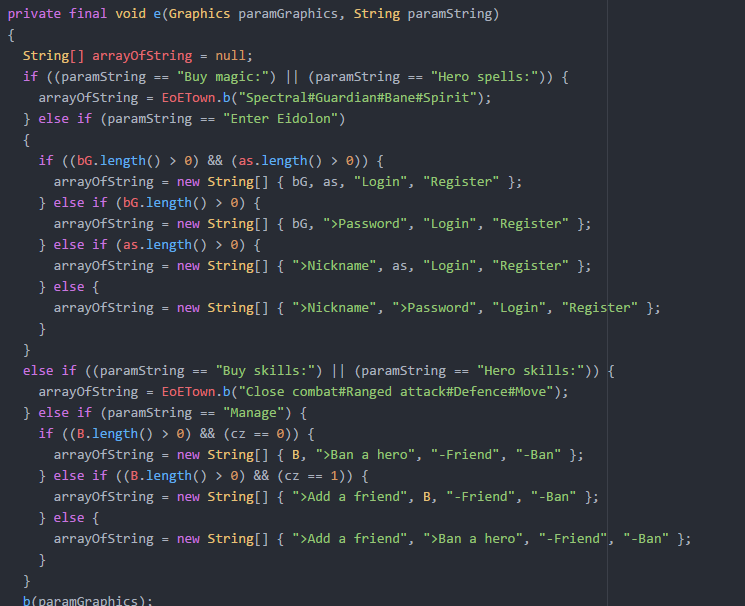 private final void e(Graphics paramGraphics, String paramString)
{
  String[] arrayOfString = null;
  if ((paramString == "Buy magic:") || (paramString == "Hero spells:")) {
    arrayOfString = EoETown.b("Spectral#Guardian#Bane#Spirit");
  } else if (paramString == "Enter Eidolon")
  {
    if ((bG.length() > 0) && (as.length() > 0)) {
      arrayOfString = new String[] { bG, as, "Login", "Register" };
    } else if (bG.length() > 0) {
      arrayOfString = new String[] { bG, ">Password", "Login", "Register" };
    } else if (as.length() > 0) {
      arrayOfString = new String[] { ">Nickname", as, "Login", "Register" };
    } else {
      arrayOfString = new String[] { ">Nickname", ">Password", "Login", "Register" };
    }
  }
  else if ((paramString == "Buy skills:") || (paramString == "Hero skills:")) {
    arrayOfString = EoETown.b("Close combat#Ranged attack#Defence#Move");
  } else if (paramString == "Manage") {
    if ((B.length() > 0) && (cz == 0)) {
      arrayOfString = new String[] { B, ">Ban a hero", "-Friend", "-Ban" };
    } else if ((B.length() > 0) && (cz == 1)) {
      arrayOfString = new String[] { ">Add a friend", B, "-Friend", "-Ban" };
    } else {
      arrayOfString = new String[] { ">Add a friend", ">Ban a hero", "-Friend", "-Ban" };
    }
  }
  b(paramGraphics);